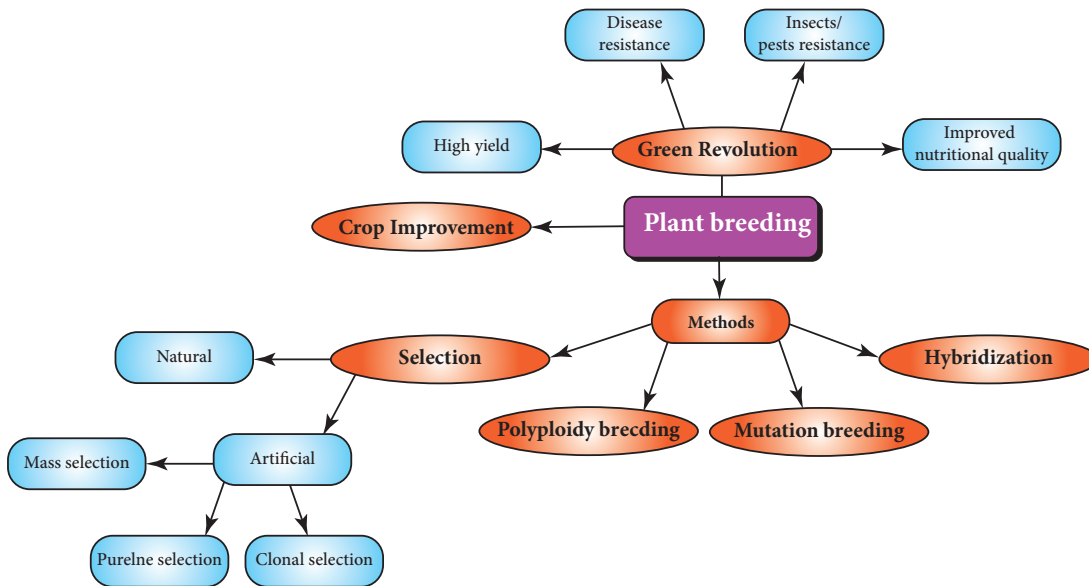 Disease
resistance
Insects/
pests resistance
High yield
Green Revolution
Improved
nutritional quality
Crop Improvement
Plant breeding
Methods
Natural
Selection
Hybridization
Polyploidy brecding
Mutation breeding
Mass selection
Artificial
Purelne selection
Clonal selection